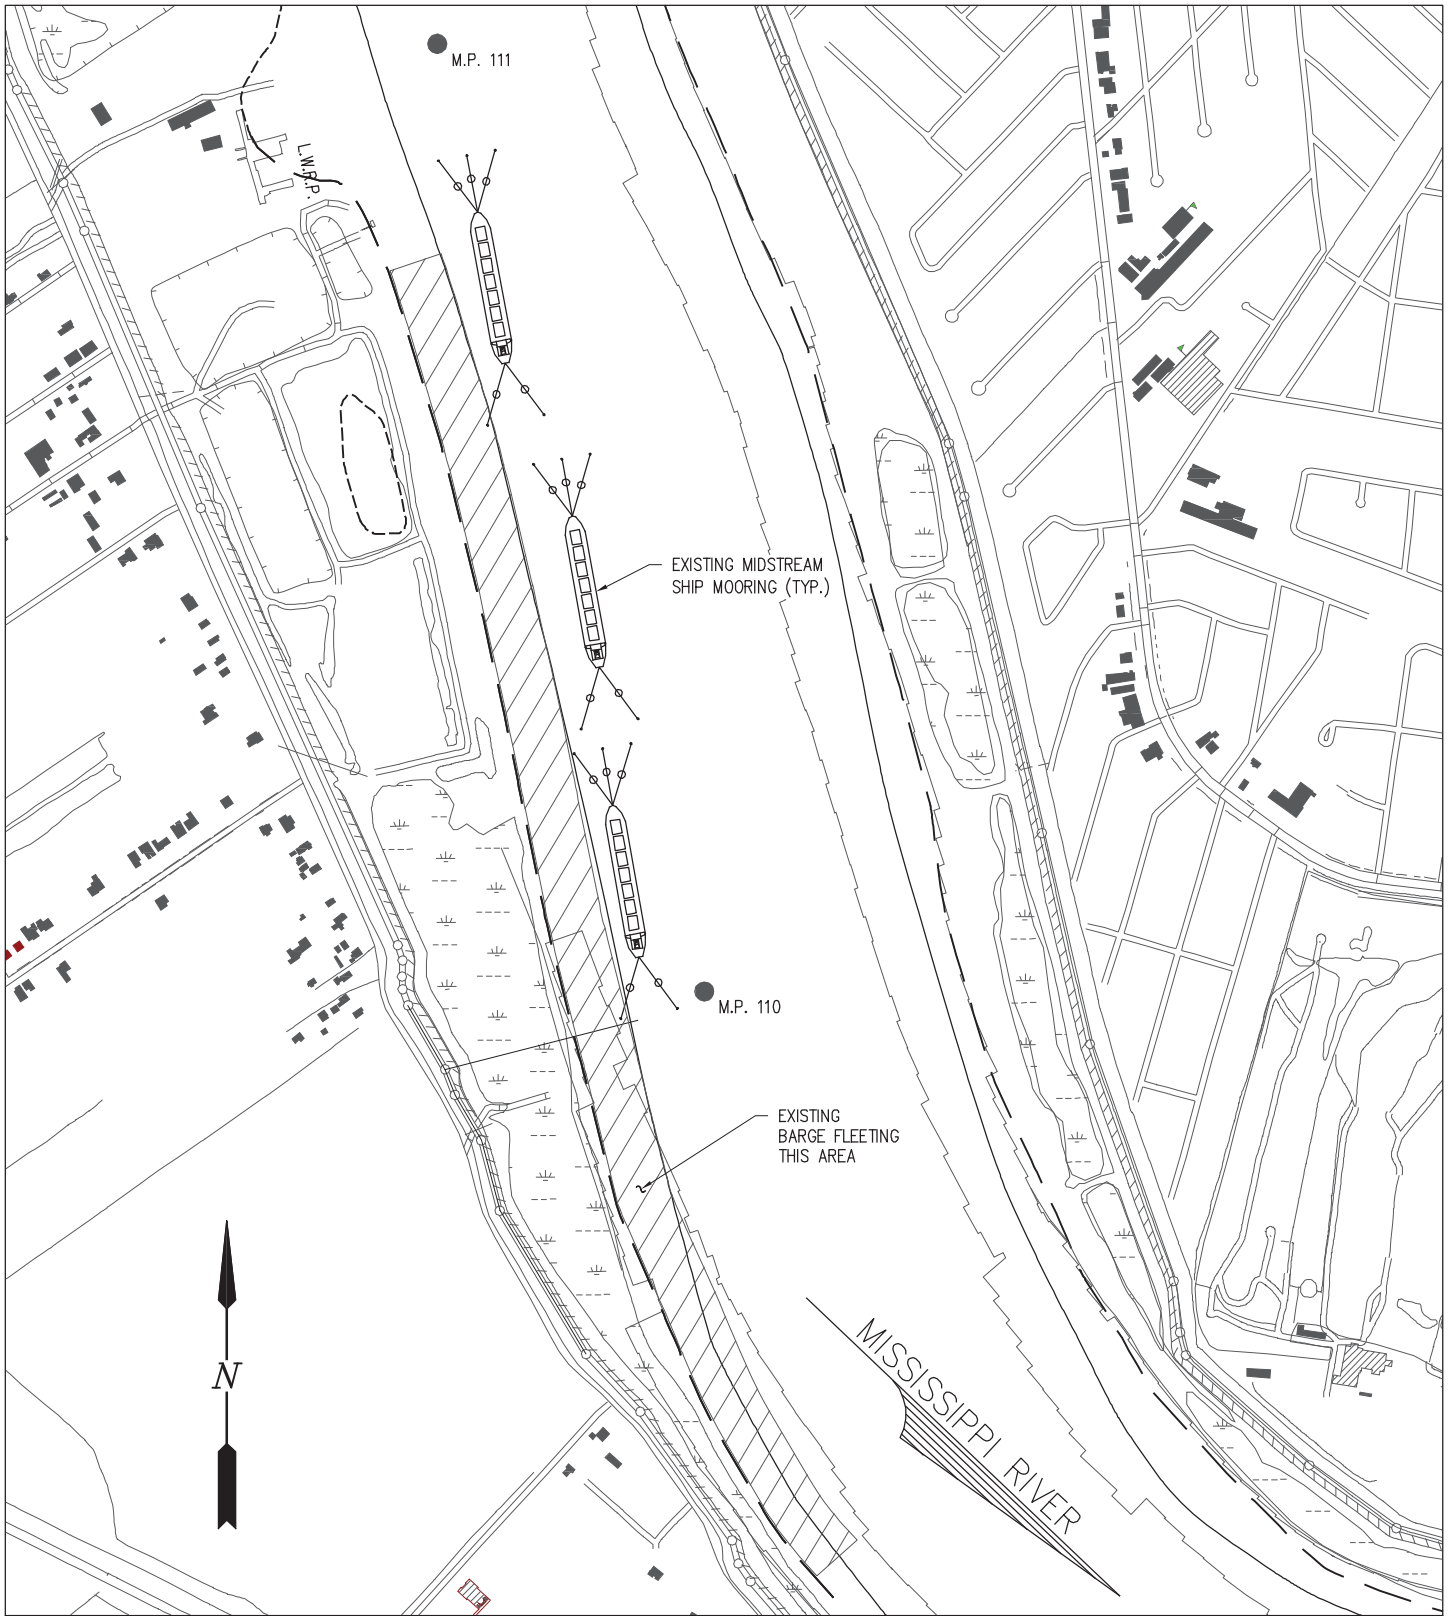 M.P. 111
L.W.R.P.
EXISTING MIDSTREAM
SHIP MOORING (TYP.)
M.P. 110
EXISTING
BARGE FLEETING
THIS AREA
MISSISSIPPI RIVER
N